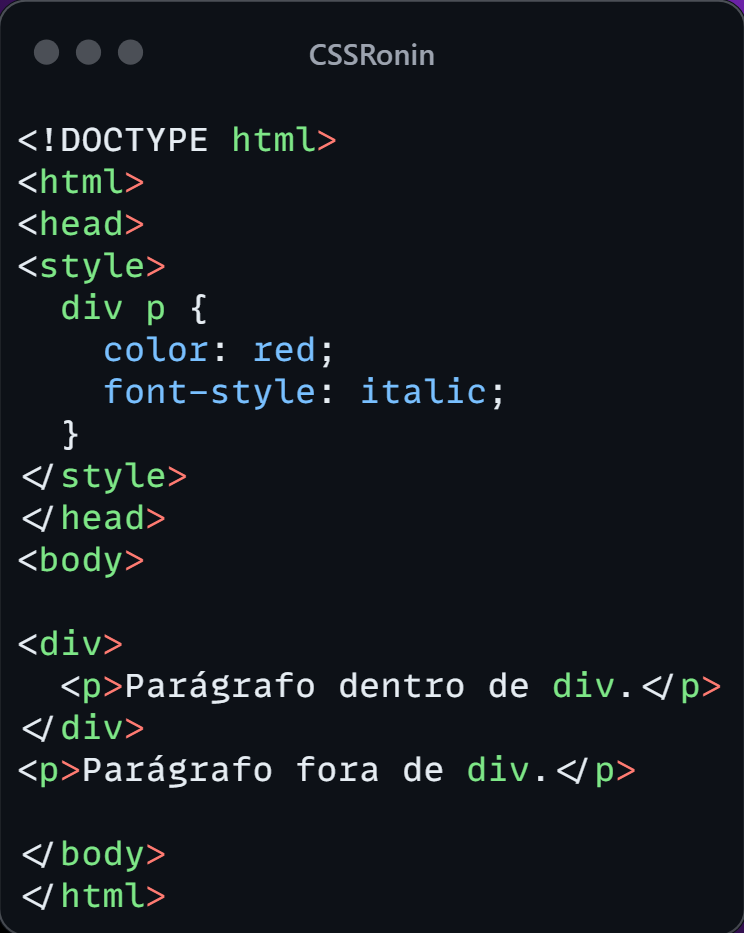 CSSRonin
<!DOCTYPE html>
<html>
<head>
<style>
  div p {
    color: red;
    font-style: italic;
  }
</style>
</head>
<body>

<div>
  <p>Parágrafo dentro de div.</p>
</div>
<p>Parágrafo fora de div.</p>

</body>
</html>